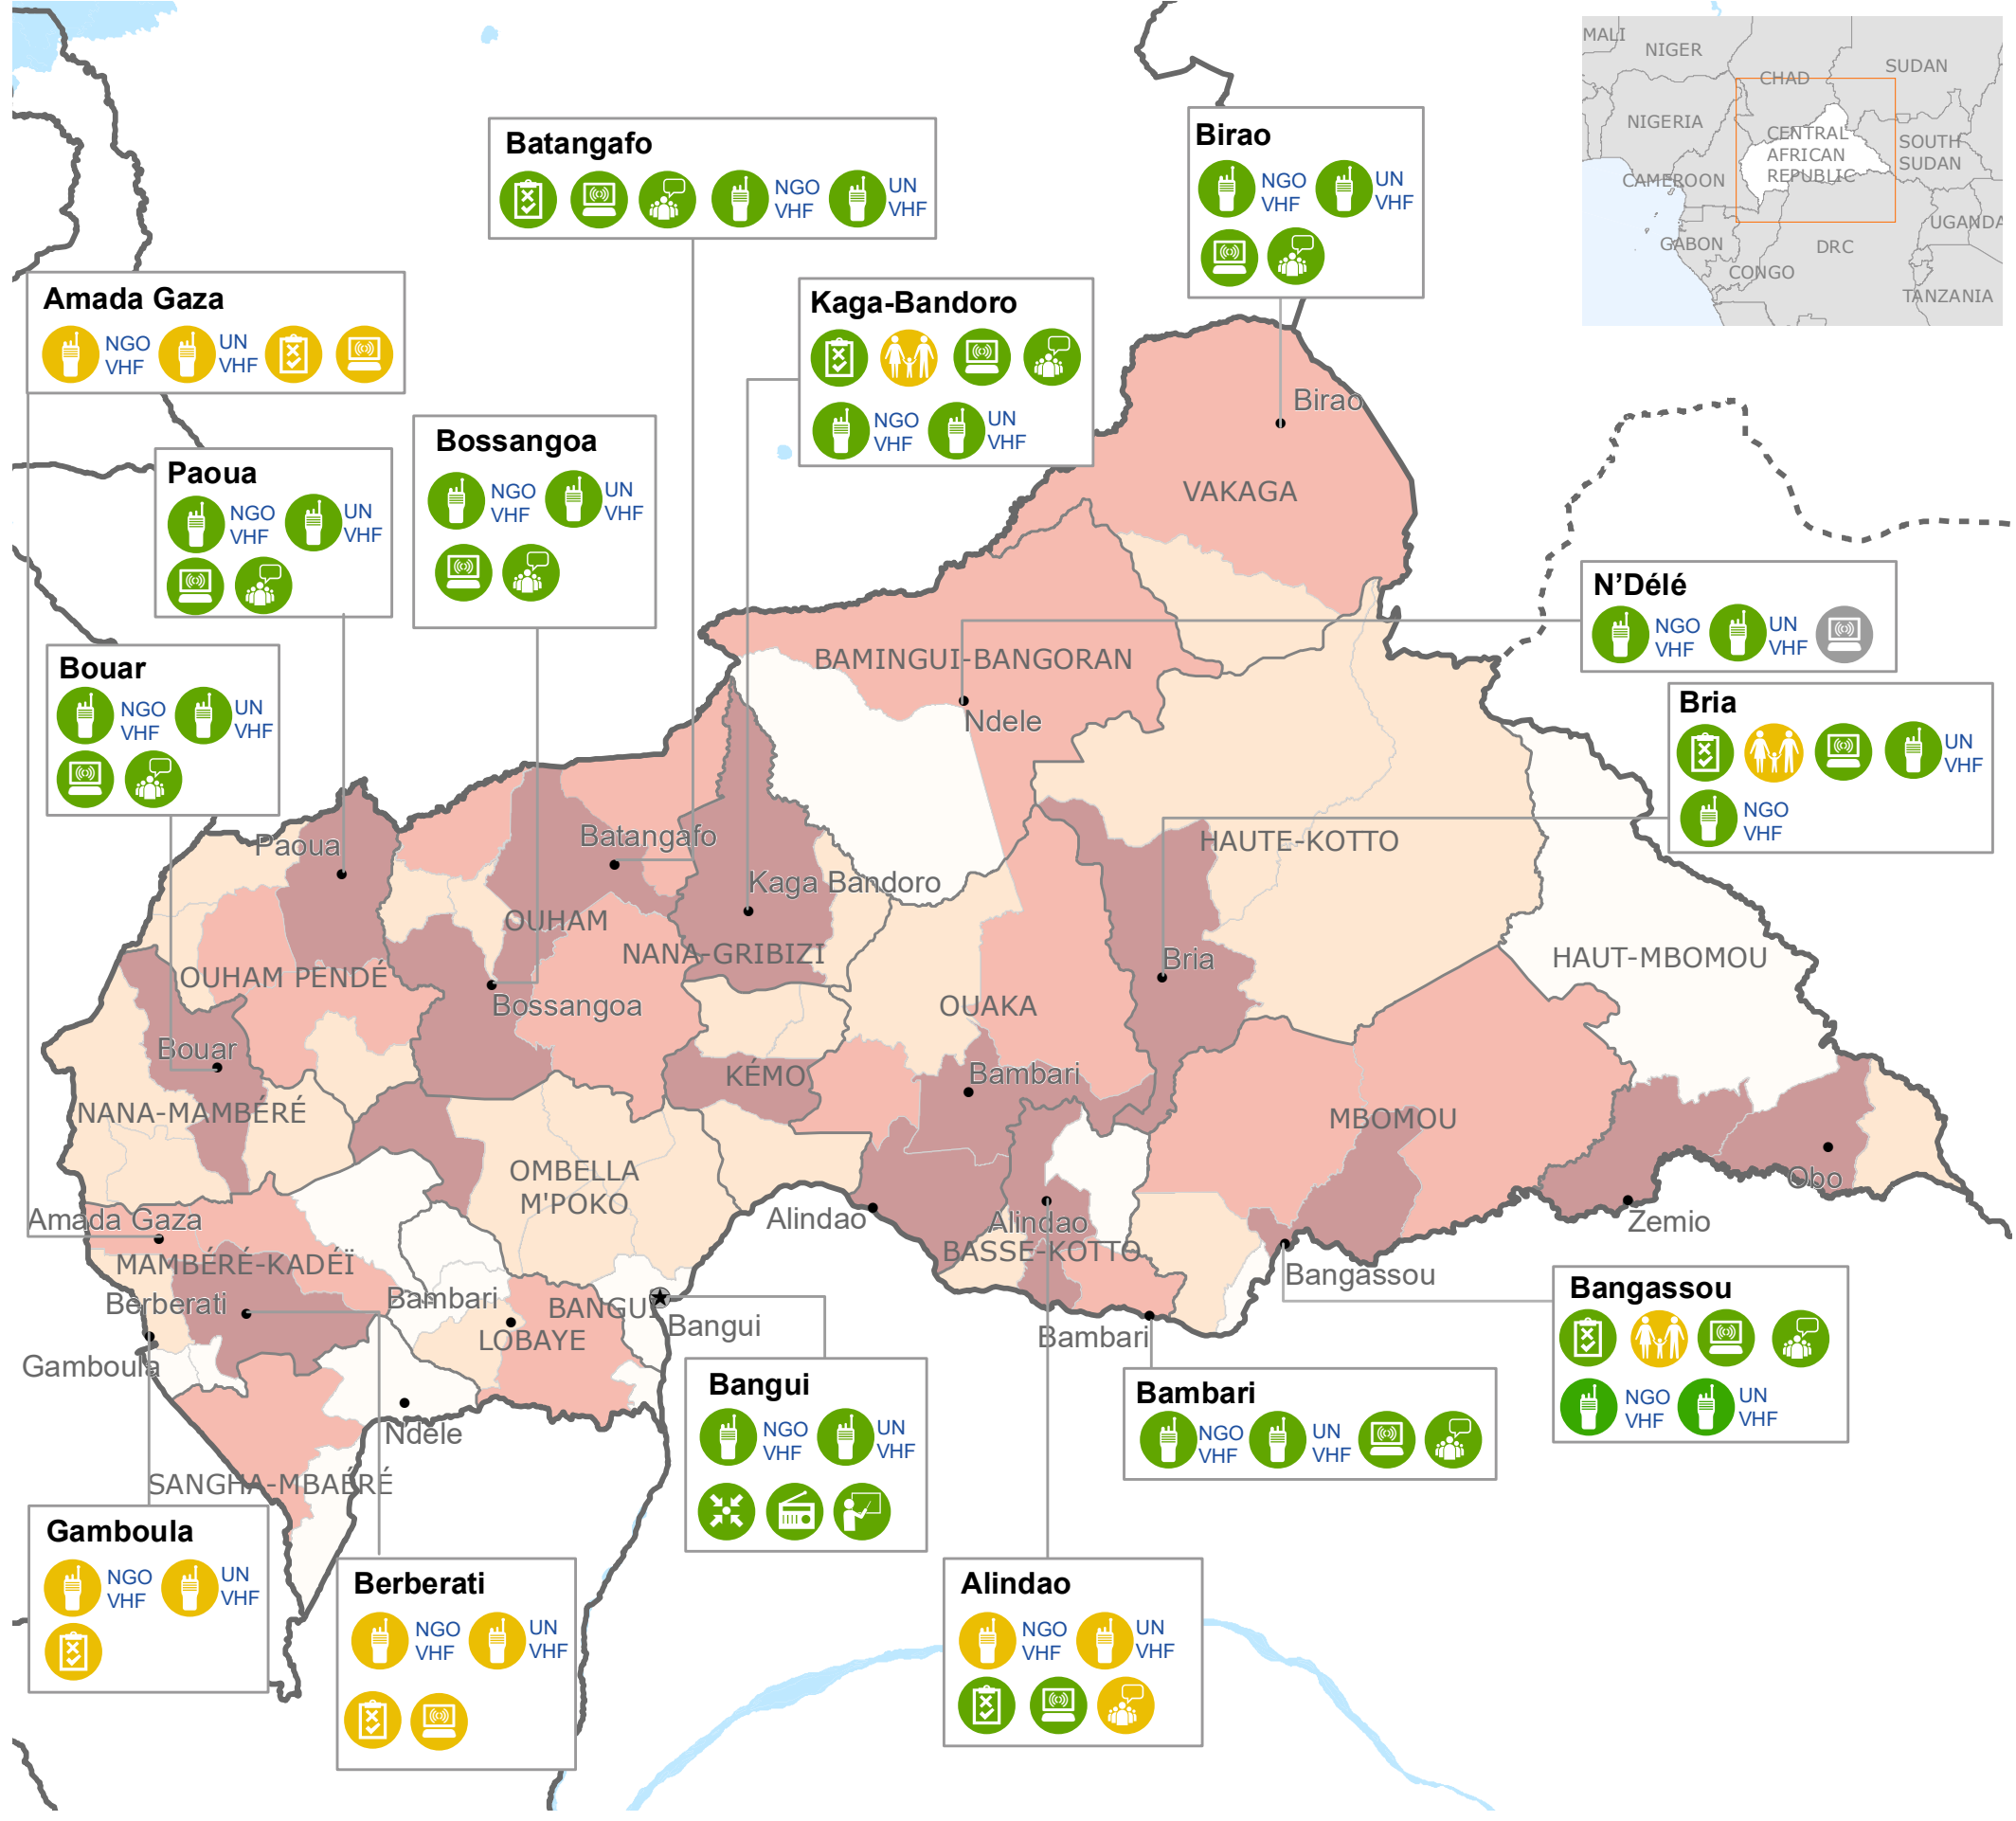 MALI
NIGER
CHAD
SUDAN
NIGERIA
CENTRAL
AFRICAN
REPUBLIC
SOUTH
SUDAN
CAMEROON
UGANDA
GABON
DRC
CONGO
TANZANIA
Batangafo
NGO
VHF
UN
VHF
Birao
NGO
VHF
UN
VHF
Amada Gaza
NGO
VHF
UN
VHF
Kaga-Bandoro
NGO
VHF
UN
VHF
Paoua
NGO
VHF
UN
VHF
Bossangoa
NGO
VHF
UN
VHF
N'Délé
NGO
VHF
UN
VHF
Bouar
NGO
VHF
UN
VHF
Bria
UN
VHF
NGO
VHF
Birao
VAKAGA
BAMINGUI-BANGORAN
Ndele
Paoua
Batangafo
HAUTE-KOTTO
Kaga Bandoro
OUHAM
NANA-GRIBIZI
HAUT-MBOMOU
Bria
OUHAM PENDÉ
OUAKA
Bossangoa
Bouar
KÉMO
Bambari
NANA-MAMBÉRÉ
MBOMOU
OMBELLA
M'POKO
Obo
Amada Gaza
Alindao
Alindao
Zemio
BASSE-KOTTO
MAMBÉRÉ-KADÉÏ
Bangassou
Berberati
Bambari
BANGUI
Bangui
LOBAYE
Bambari
Gamboula
Ndele
SANGHA-MBAÉRÉ
Bangassou
NGO
VHF
UN
VHF
Bangui
NGO
VHF
UN
VHF
Bambari
NGO
VHF
UN
VHF
Gamboula
NGO
VHF
UN
VHF
Berberati
NGO
VHF
UN
VHF
Alindao
NGO
VHF
UN
VHF